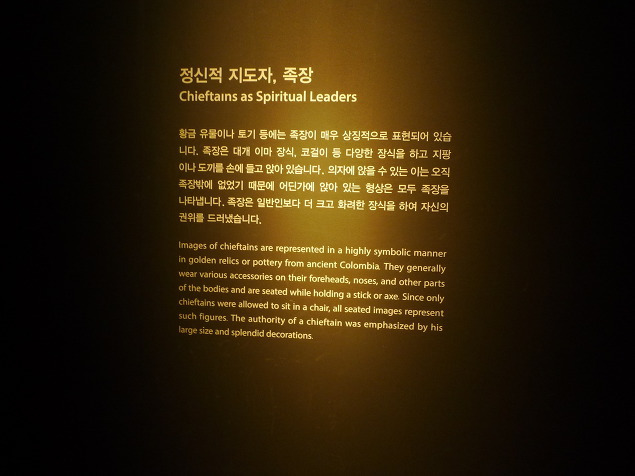 정신적 지도자, 족장
Chieftains as Spiritual Leaders
황금 유물이나 토기 등에는 족장이 매우 상징적으로 표현되어 있습
니다. 족장은 대개 이마 장식, 코걸이 등 다양한 장식을 하고 지팡
이나 도끼를 손에 들고 앉아 있습니다. 의자에 앉을 수 있는 이는 오직
족장밖에 없었기 때문에 어딘가에 앉아 있는 형상은 모두 족장을
나타냅니다. 족장은 일반인보다 더 크고 화려한 장식을 하여 자신의
권위를 드러냈습니다.
Images of chieftains are represented in a highly symbolic manner
in golden relics or pottery from ancient Colombia. They generally
wear various accessories on their foreheads, noses, and other parts
of the bodies and are seated while holding a stick or axe. Since only
chieftains were allowed to sit in a chair, all seated images represent
such figures. The authority of a chieftain was emphasized by his
large size and splendid decorations.